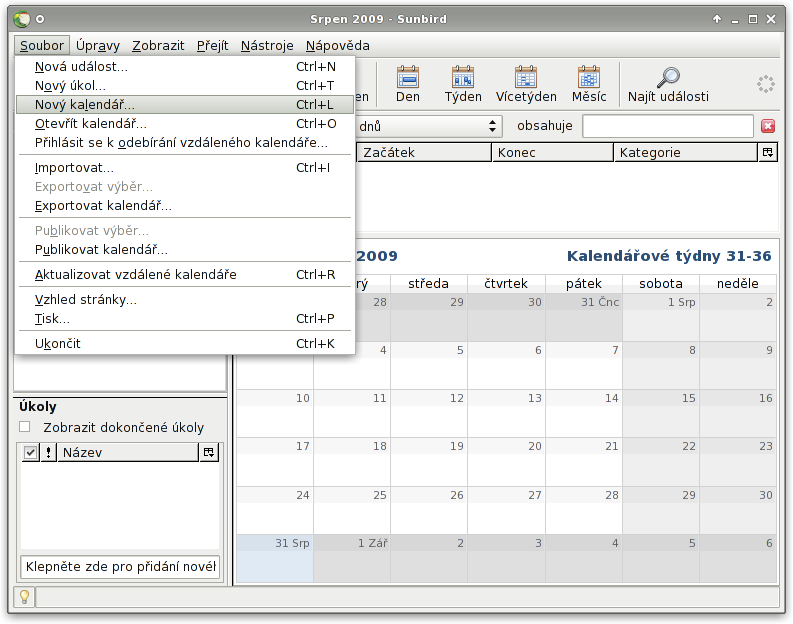 Srpen 2009 - Sunbird
Soubor Úpravy Zobrazit Přejít Nástroje Nápověda
Nová událost... Ctrl+N
Nový úkol... Ctrl+T
Nový kalendář... Ctrl+L
Otevřít kalendář... Ctrl+O
Přihlásit se k odebírání vzdáleného kalendáře...
Importovat... Ctrl+I
Exportovat výběr...
Exportovat kalendář...
Publikovat výběr...
Publikovat kalendář...
Aktualizovat vzdálené kalendáře Ctrl+R
Vzhled stránky...
Tisk... Ctrl+P
Ukončit Ctrl+K
en Den Týden Vícetýden Měsíc Najít události
dnů obsahuje
Začátek Konec Kategorie
2009 Kalendářové týdny 31-36
rý středa čtvrtek pátek sobota neděle
28 29 30 31 Čnc 1 Srp 2
4 5 6 7 8 9
10 11 12 13 14 15 16
17 18 19 20 21 22 23
24 25 26 27 28 29 30
31 Srp 1 Zář 2 3 4 5 6
Úkoly
Zobrazit dokončené úkoly
! Název
Klepněte zde pro přidání novéh